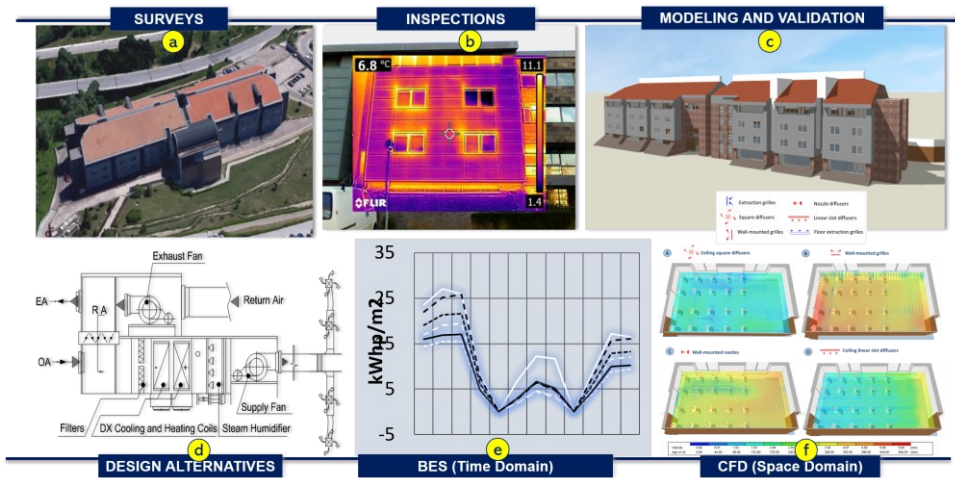 SURVEYS
INSPECTIONS
MODELING AND VALIDATION
a
b
c
6.8 °C
11.1
FLIR
1.4
Extraction grilles
Nozzle diffusers
Square diffusers
Linear slot diffusers
Wall-mounted grilles
Floor extraction grilles
Exhaust Fan
EA
RA
Return Air
OA
Supply Fan
Filters
DX Cooling and Heating Coils
Steam Humidifier
35
25
15
5
-5
kWhp/m2
A
Ceiling square diffusers
B
Wall-mounted grilles
C
Wall-mounted nozzles
D
Ceiling linear slot diffusers
d
e
f
DESIGN ALTERNATIVES
BES (Time Domain)
CFD (Space Domain)